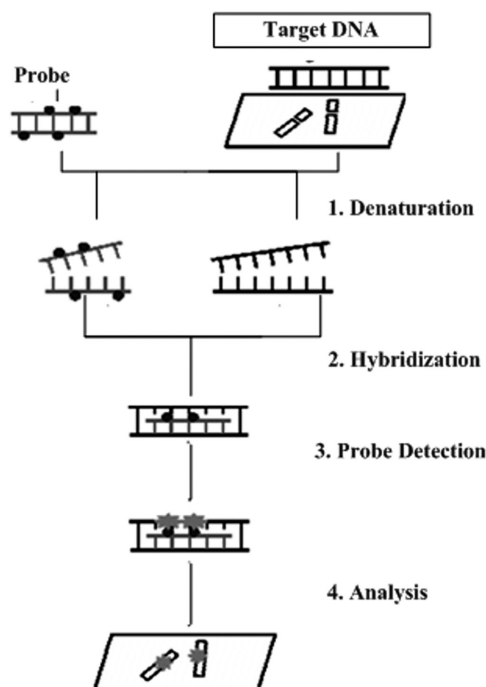 Target DNA
Probe
1. Denaturation
2. Hybridization
3. Probe Detection
4. Analysis